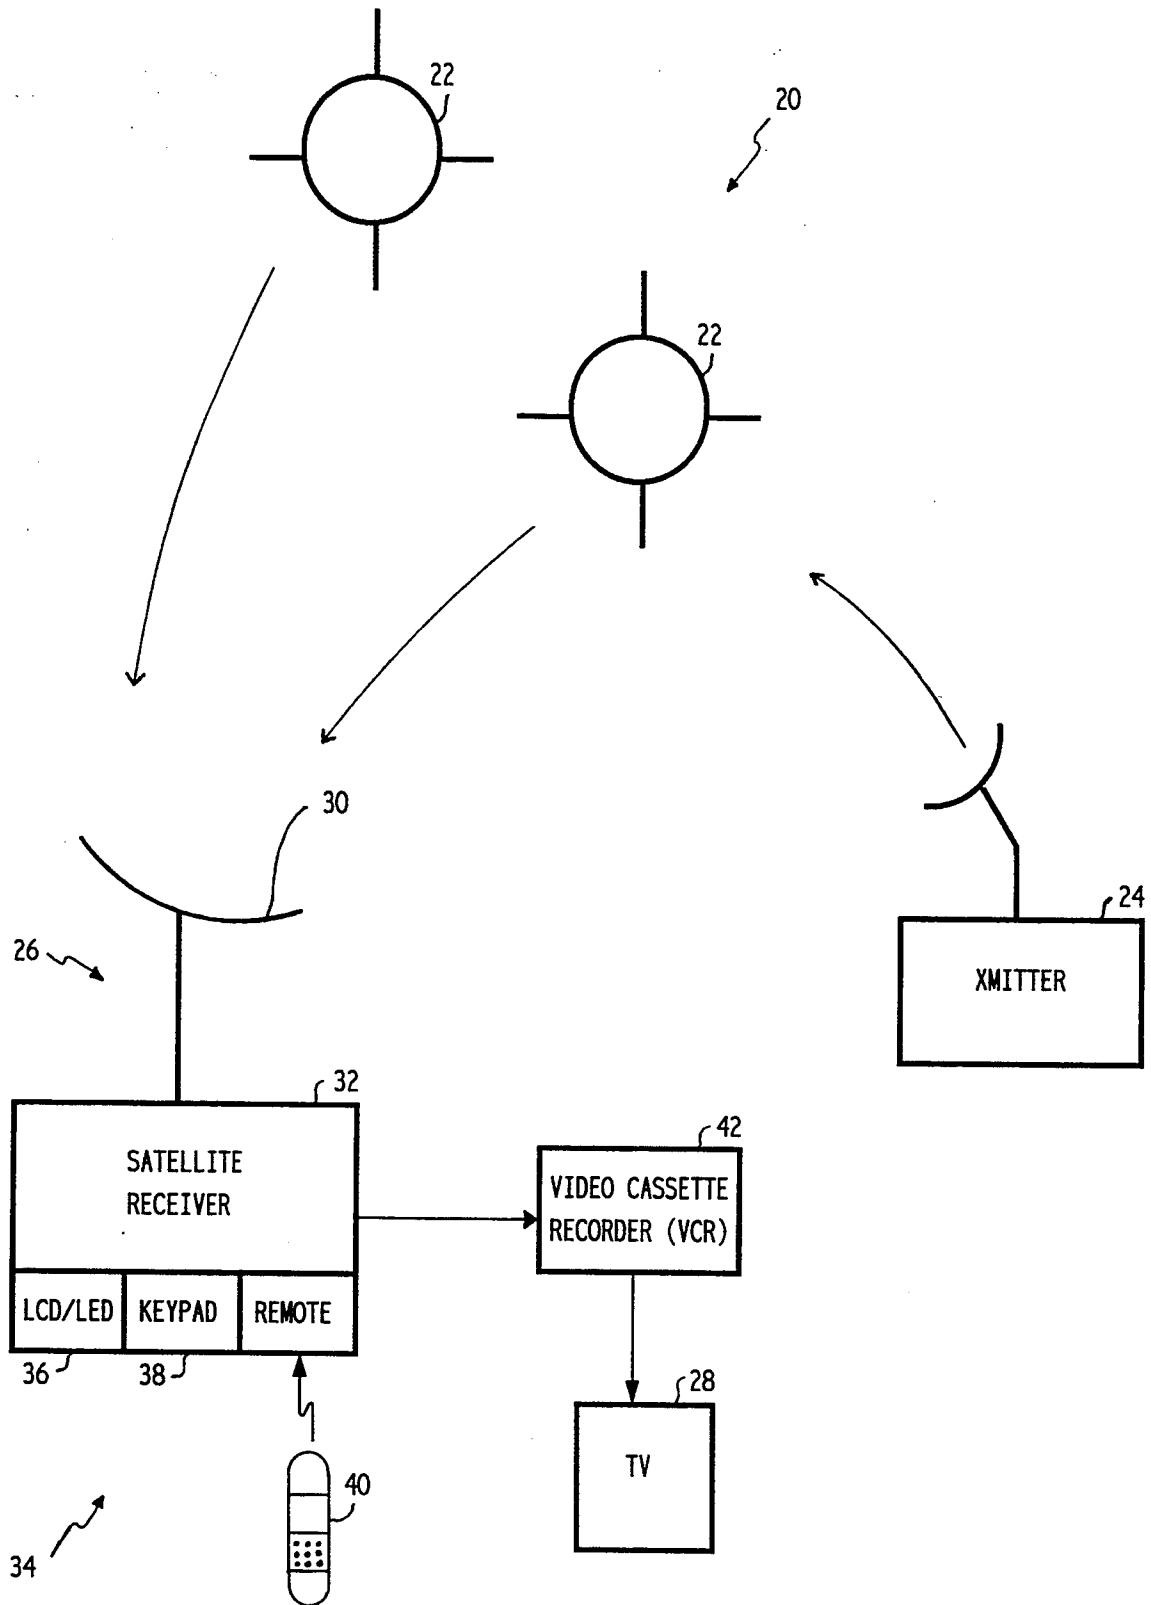 22
20
22
30
24
XMITTER
26
32
SATELLITE
RECEIVER
42
VIDEO CASSETTE
RECORDER (VCR)
LCD/LED KEYPAD REMOTE
36 38
28
TV
40
34